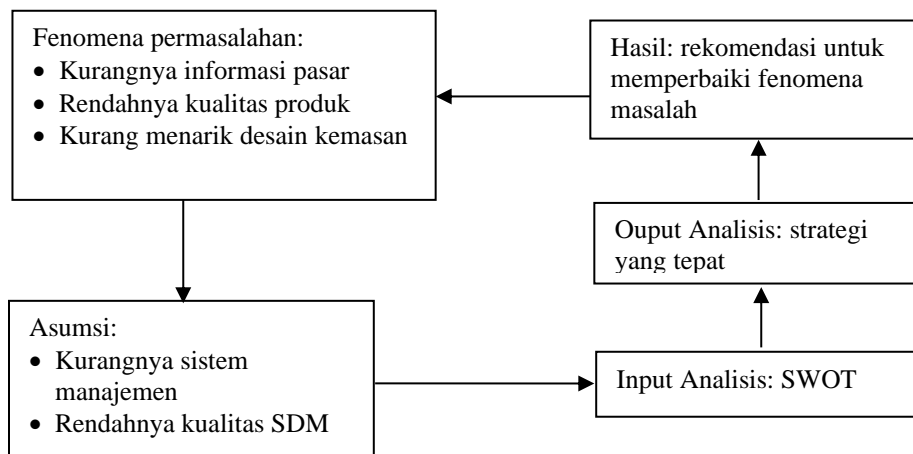 Fenomena permasalahan:
• Kurangnya informasi pasar
• Rendahnya kualitas produk
• Kurang menarik desain kemasan
Hasil: rekomendasi untuk
memperbaiki fenomena
masalah
Ouput Analisis: strategi
yang tepat
Asumsi:
• Kurangnya sistem
manajemen
• Rendahnya kualitas SDM
Input Analisis: SWOT